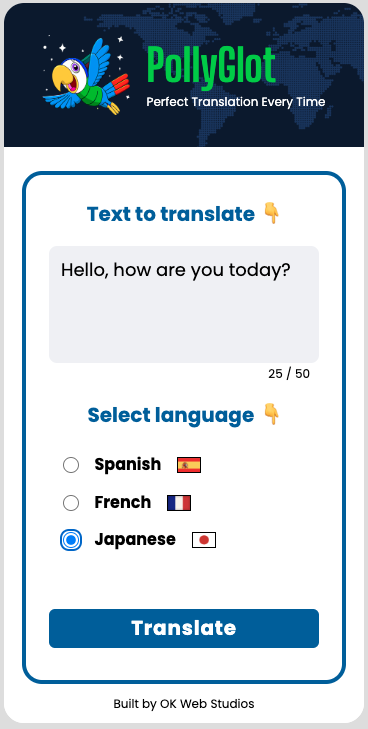 PollyGlot
Perfect Translation Every Time
Text to translate 👇
Hello, how are you today?
25 / 50
Select language 👇
Spanish
French
Japanese
Translate
Built by OK Web Studios